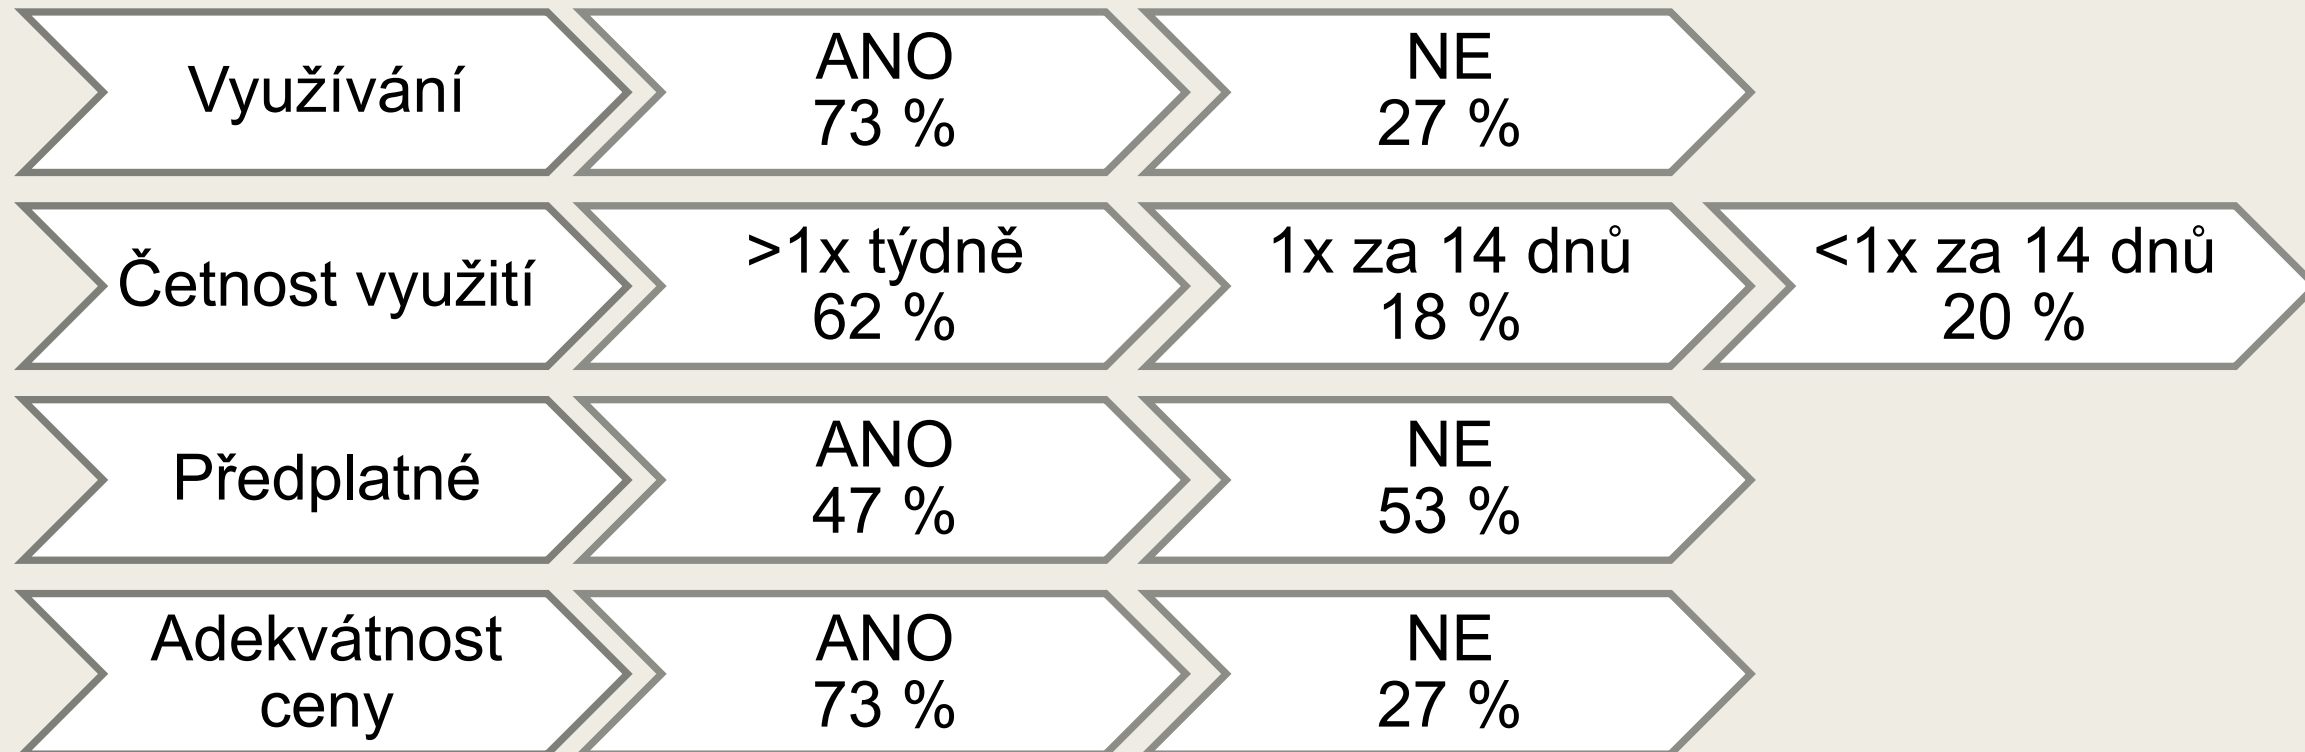 Využívání
ANO
73 %
NE
27 %
Četnost využití
>1x týdně
62 %
1x za 14 dnů
18 %
<1x za 14 dnů
20 %
Předplatné
ANO
47 %
NE
53 %
Adekvátnost
ceny
ANO
73 %
NE
27 %